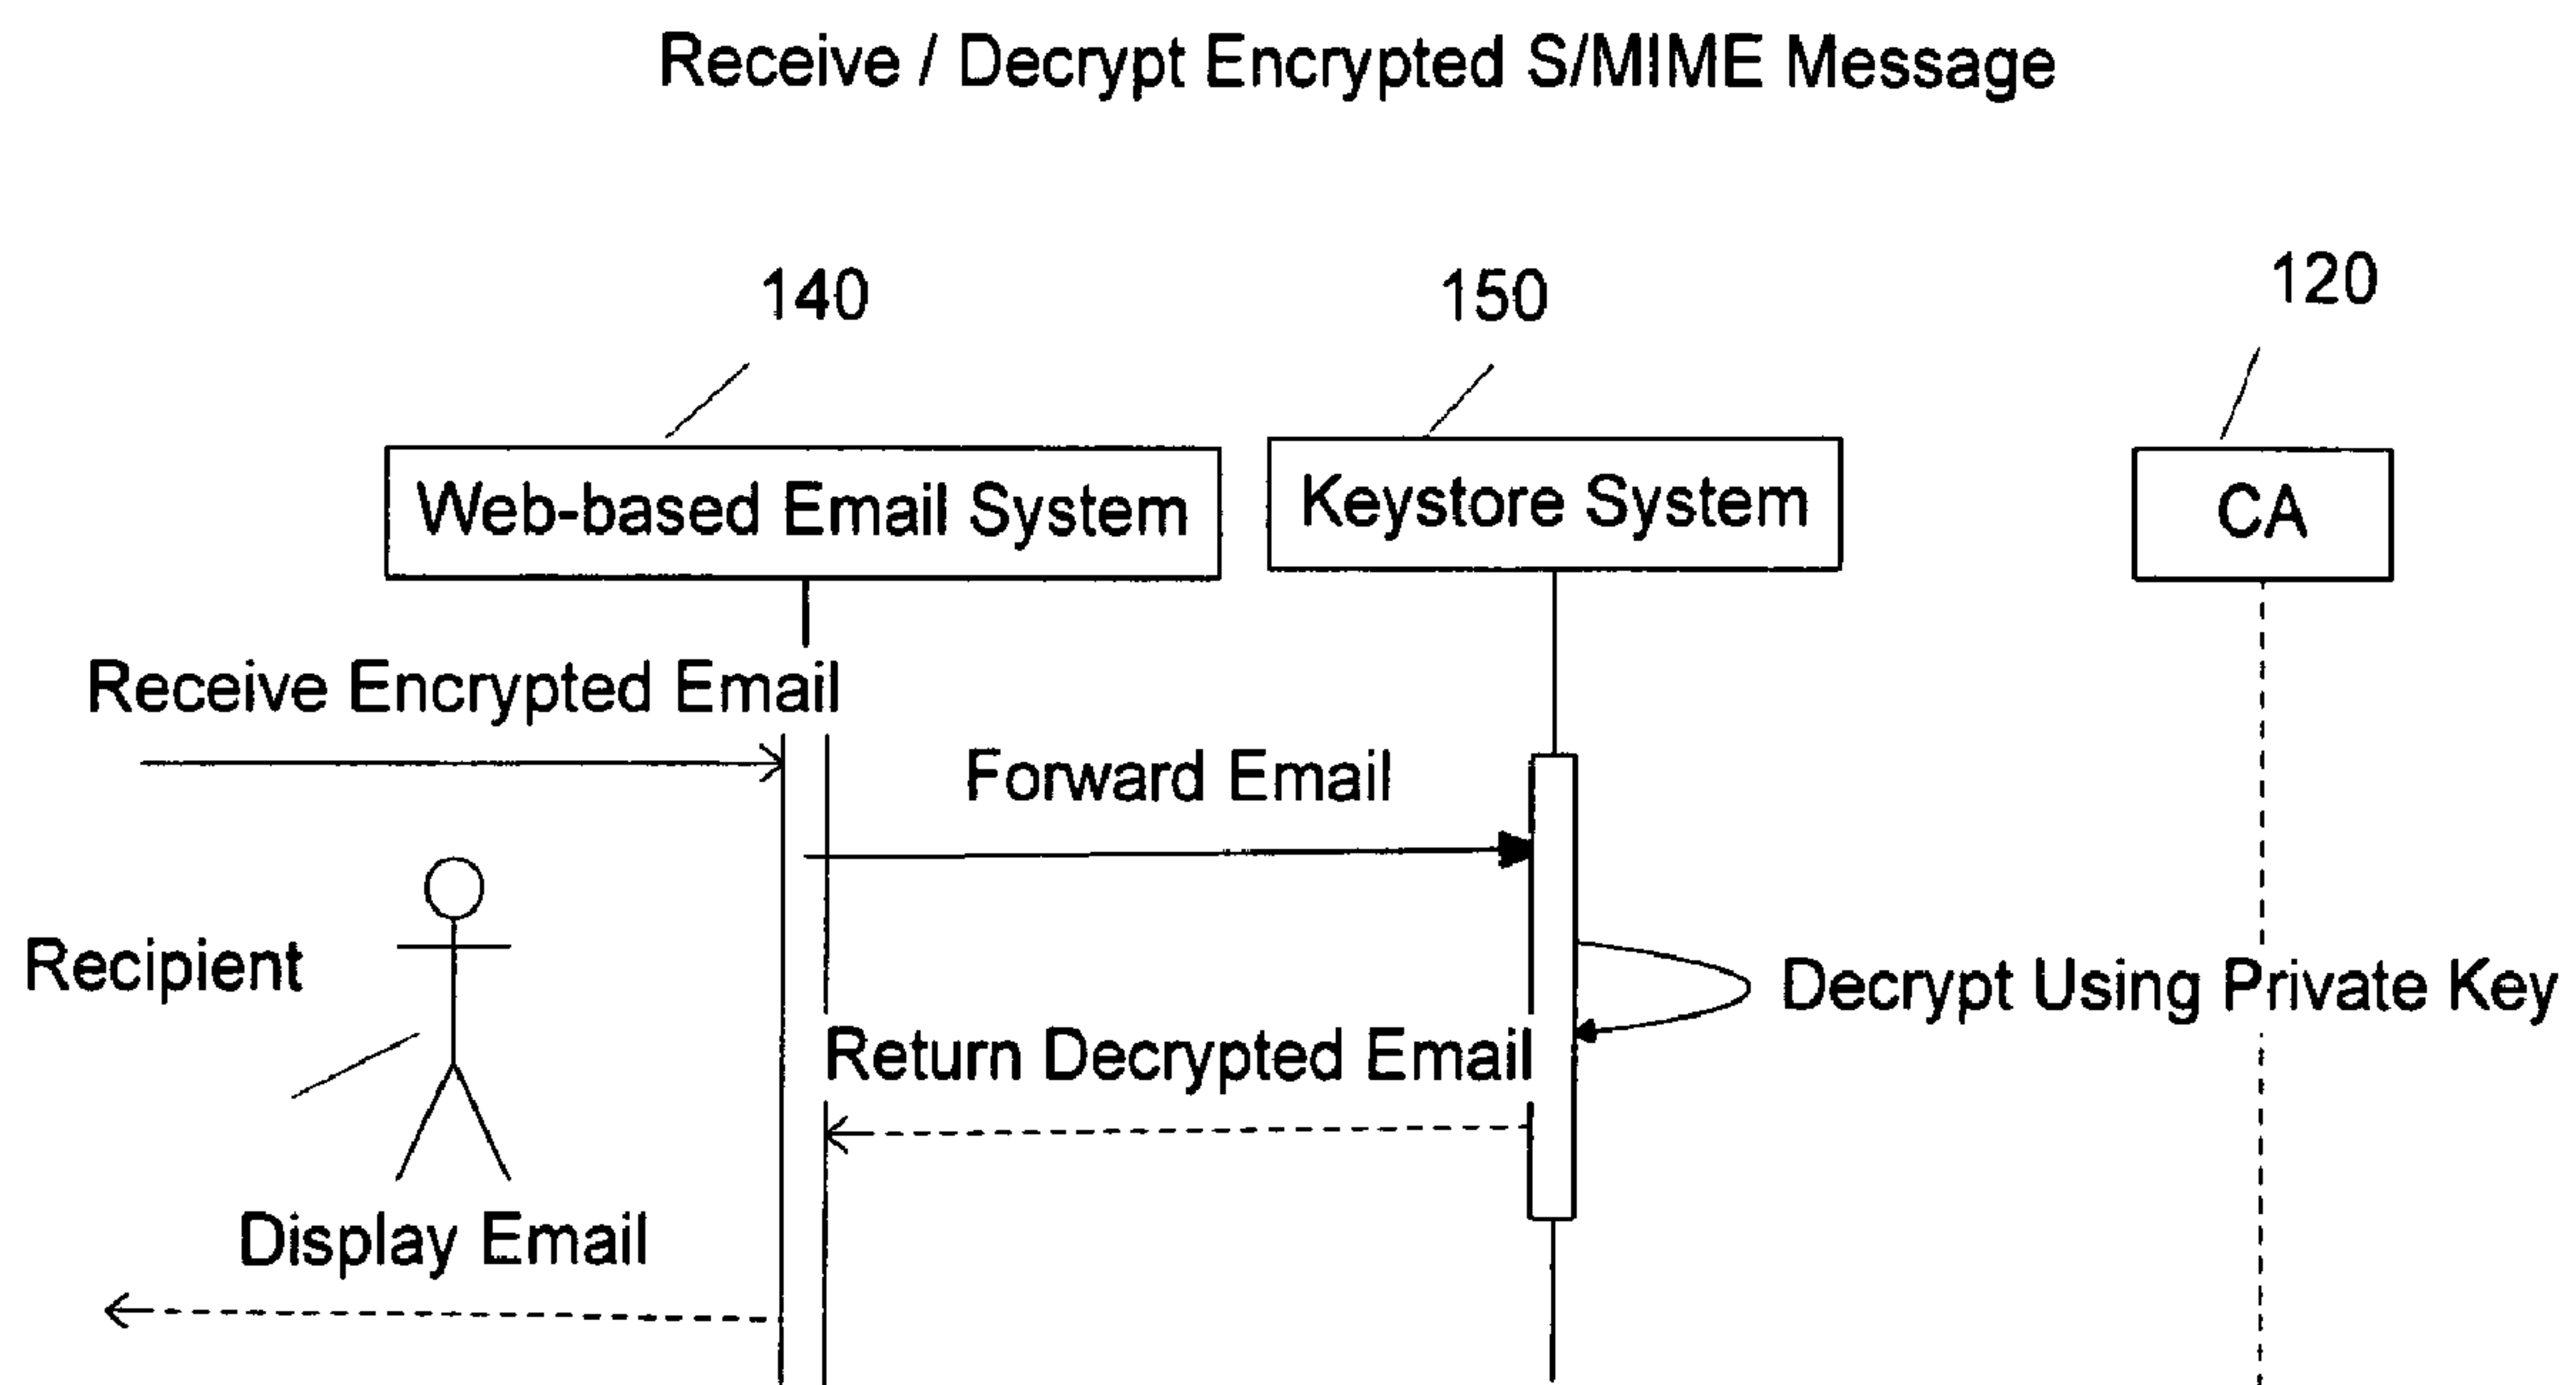 Receive / Decrypt Encrypted S/MIME Message
140
150
120
Web-based Email System
Keystore System
CA
Receive Encrypted Email
Forward Email
Recipient
Decrypt Using Private Key
Return Decrypted Email
Display Email